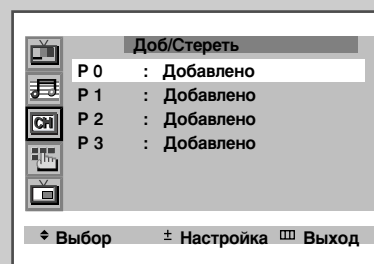 Доб/Стереть
P 0 : Добавлено
P 1 : Добавлено
P 2 : Добавлено
P 3 : Добавлено
CH
Выбор ± Настройка Выход